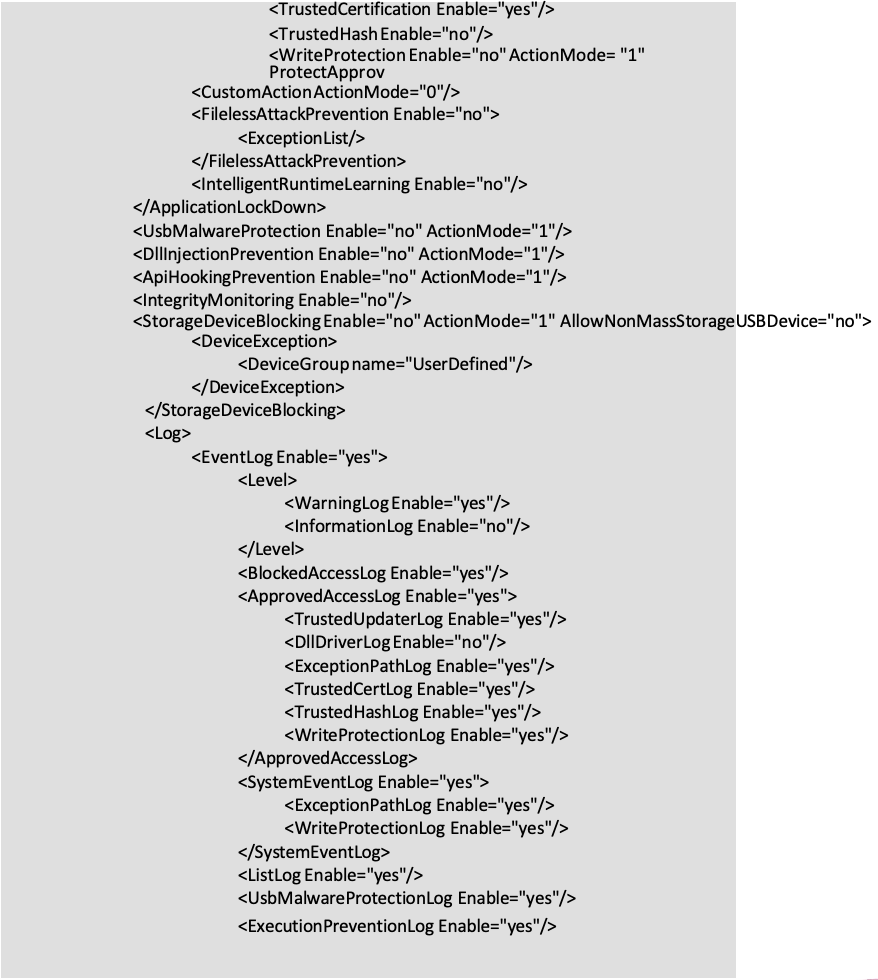 <TrustedCertification Enable="yes"/>
<TrustedHash Enable="no"/>
<WriteProtection Enable="no" ActionMode= "1"
ProtectApprov
<CustomAction ActionMode="0"/>
<FilelessAttackPrevention Enable="no">
<ExceptionList/>
</FilelessAttackPrevention>
<IntelligentRuntimeLearning Enable="no"/>
</ApplicationLockDown>
<UsbMalwareProtection Enable="no" ActionMode="1"/>
<DllInjectionPrevention Enable="no" ActionMode="1"/>
<ApiHookingPrevention Enable="no" ActionMode="1"/>
<IntegrityMonitoring Enable="no"/>
<StorageDeviceBlocking Enable="no" ActionMode="1" AllowNonMassStorageUSBDevice="no">
<DeviceException>
<DeviceGroup name="UserDefined"/>
</DeviceException>
</StorageDeviceBlocking>
<Log>
<EventLog Enable="yes">
<Level>
<WarningLog Enable="yes"/>
<InformationLog Enable="no"/>
</Level>
<BlockedAccessLog Enable="yes"/>
<ApprovedAccessLog Enable="yes">
<TrustedUpdaterLog Enable="yes"/>
<DllDriverLog Enable="no"/>
<ExceptionPathLog Enable="yes"/>
<TrustedCertLog Enable="yes"/>
<TrustedHashLog Enable="yes"/>
<WriteProtectionLog Enable="yes"/>
</ApprovedAccessLog>
<SystemEventLog Enable="yes">
<ExceptionPathLog Enable="yes"/>
<WriteProtectionLog Enable="yes"/>
</SystemEventLog>
<ListLog Enable="yes"/>
<UsbMalwareProtectionLog Enable="yes"/>
<ExecutionPreventionLog Enable="yes"/>